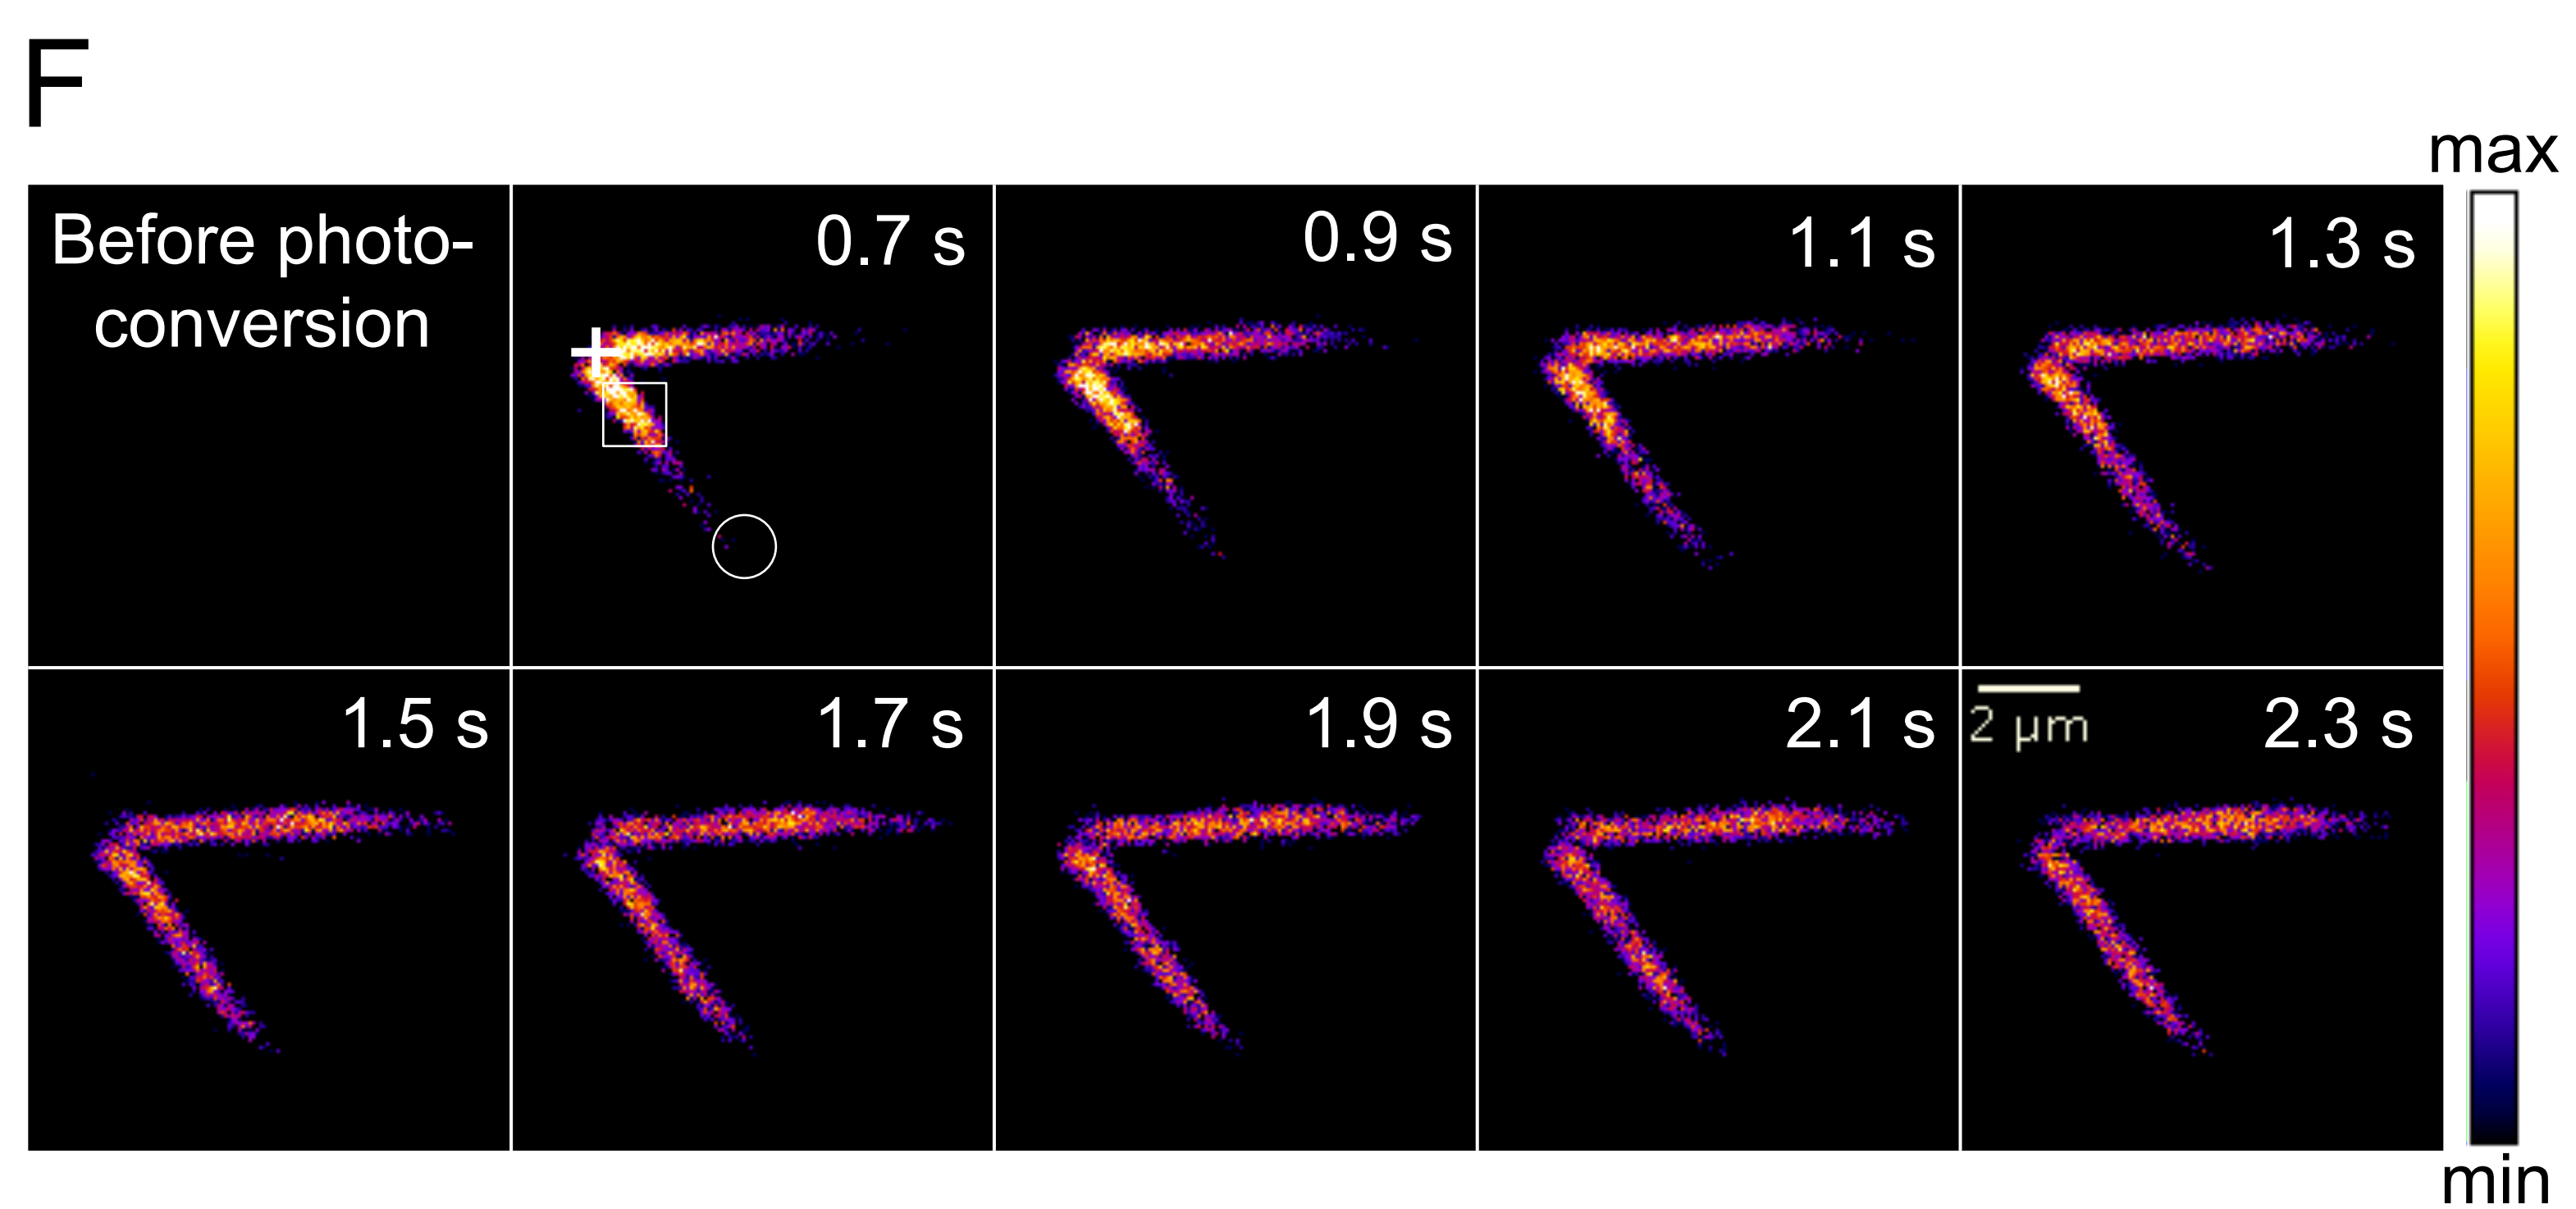 F
max
Before photo-
conversion
0.7 s
0.9 s
1.1 s
1.3 s
1.5 s
1.7 s
1.9 s
2.1 s
2 µm
2.3 s
min